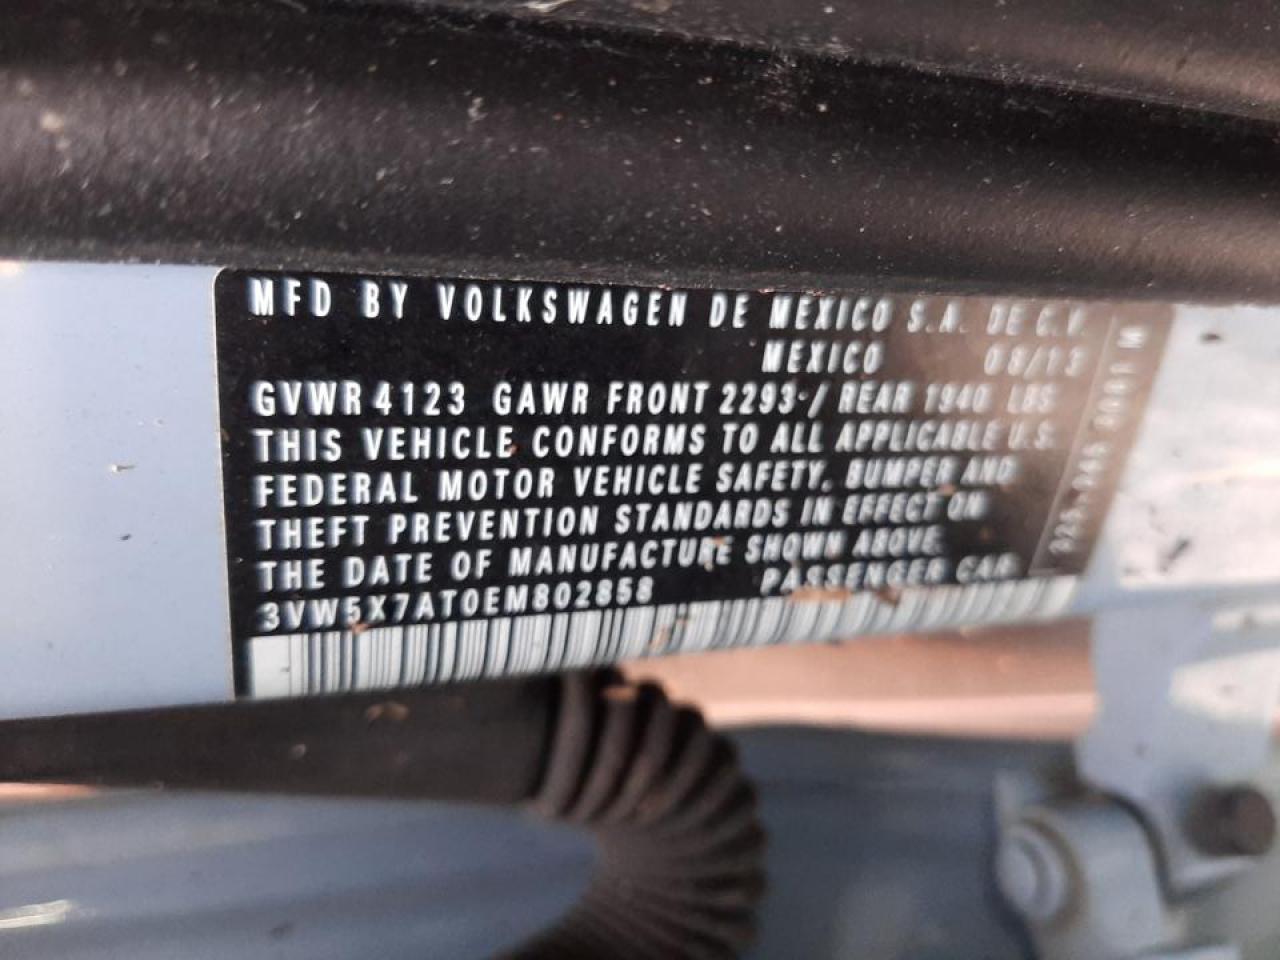 MFD BY VOLKSWAGEN DE MEXICO S.A. DE C.V.
MEXICO 08/13
GVWR 4123 GAWR FRONT 2293-/ REAR 1940 LBS
THIS VEHICLE CONFORMS TO ALL APPLICABLE U.S.
FEDERAL MOTOR VEHICLE SAFETY, BUMPER AND
THEFT PREVENTION STANDARDS IN EFFECT ON
THE DATE OF MANUFACTURE SHOWN ABOVE.
3VW5X7AT0EM802858 PASSENGER CAR